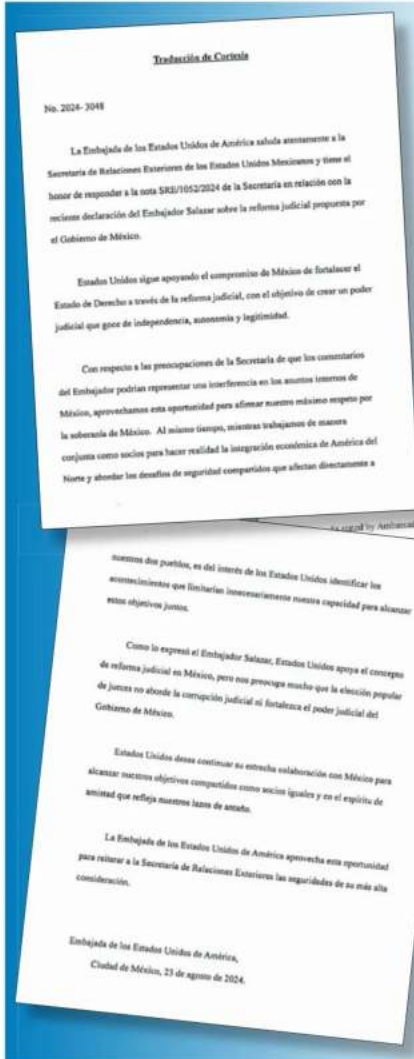 Traducción de Cortesía
No. 2024- 3048
La Embajada de los Estados Unidos de América saluda atentamente a la
Secretaría de Relaciones Exteriores de los Estados Unidos Mexicanos y tiene el
honor de responder a la nota SRE/1052/2024 de la Secretaría en relación con la
reciente declaración del Embajador Salazar sobre la reforma judicial propuesta por
el Gobierno de México.
Estados Unidos sigue apoyando el compromiso de México de fortalecer el
Estado de Derecho a través de la reforma judicial, con el objetivo de crear un poder
judicial que goce de independencia, autonomía y legitimidad.
Con respecto a las preocupaciones de la Secretaría de que los comentarios
del Embajador podrían representar una interferencia en los asuntos internos de
México, aprovechamos esta oportunidad para afirmar nuestro máximo respeto por
la soberanía de México. Al mismo tiempo, mientras trabajamos de manera
conjunta como socios para hacer realidad la integración económica de América del
Norte y abordar los desafíos de seguridad compartidos que afectan directamente a
by Ambassad
nuestros dos pueblos, es del interés de los Estados Unidos identificar los
acontecimientos que limitarían innecesariamente nuestra capacidad para alcanzar
estos objetivos juntos.
Como lo expresó el Embajador Salazar, Estados Unidos apoya el concepto
de reforma judicial en México, pero nos preocupa mucho que la elección popular
de jueces no aborde la corrupción judicial ni fortalezca el poder judicial del
Gobierno de México.
Estados Unidos desea continuar su estrecha colaboración con México para
alcanzar nuestros objetivos compartidos como socios iguales y en el espíritu de
amistad que refleja nuestros lazos de antaño.
La Embajada de los Estados Unidos de América aprovecha esta oportunidad
para reiterar a la Secretaría de Relaciones Exteriores las seguridades de su más alta
consideración.
Embajada de los Estados Unidos de América,
Ciudad de México, 23 de agosto de 2024.